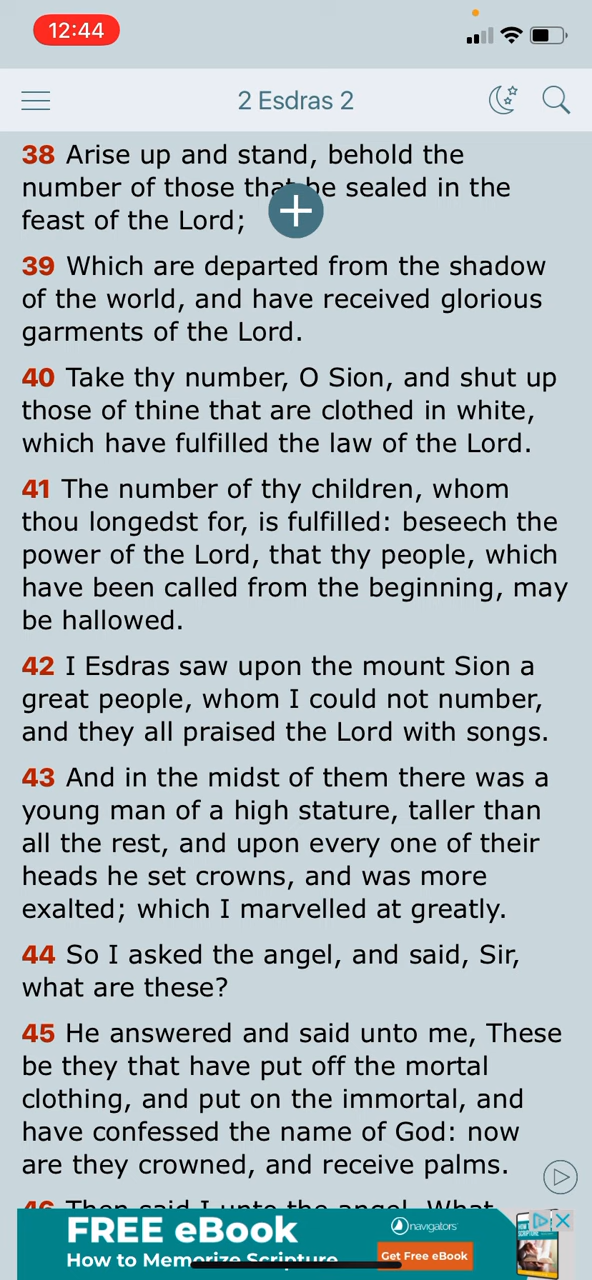 12:44
2 Esdras 2
38 Arise up and stand, behold the
number of those that be sealed in the
feast of the Lord;
39 Which are departed from the shadow
of the world, and have received glorious
garments of the Lord.
40 Take thy number, O Sion, and shut up
those of thine that are clothed in white,
which have fulfilled the law of the Lord.
41 The number of thy children, whom
thou longedst for, is fulfilled: beseech the
power of the Lord, that thy people, which
have been called from the beginning, may
be hallowed.
42 I Esdras saw upon the mount Sion a
great people, whom I could not number,
and they all praised the Lord with songs.
43 And in the midst of them there was a
young man of a high stature, taller than
all the rest, and upon every one of their
heads he set crowns, and was more
exalted; which I marvelled at greatly.
44 So I asked the angel, and said, Sir,
what are these?
45 He answered and said unto me, These
be they that have put off the mortal
clothing, and put on the immortal, and
have confessed the name of God: now
are they crowned, and receive palms.
46 Then said I unto the angel, What
FREE eBook
navigators
How to Memorize Scripture
Get Free eBook